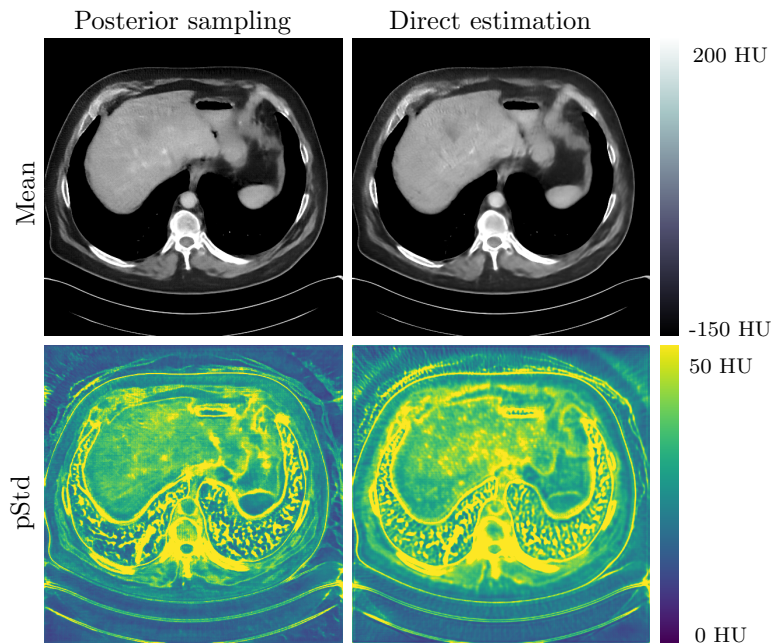 Posterior sampling
Direct estimation
Mean
200 HU
-150 HU
pStd
50 HU
0 HU